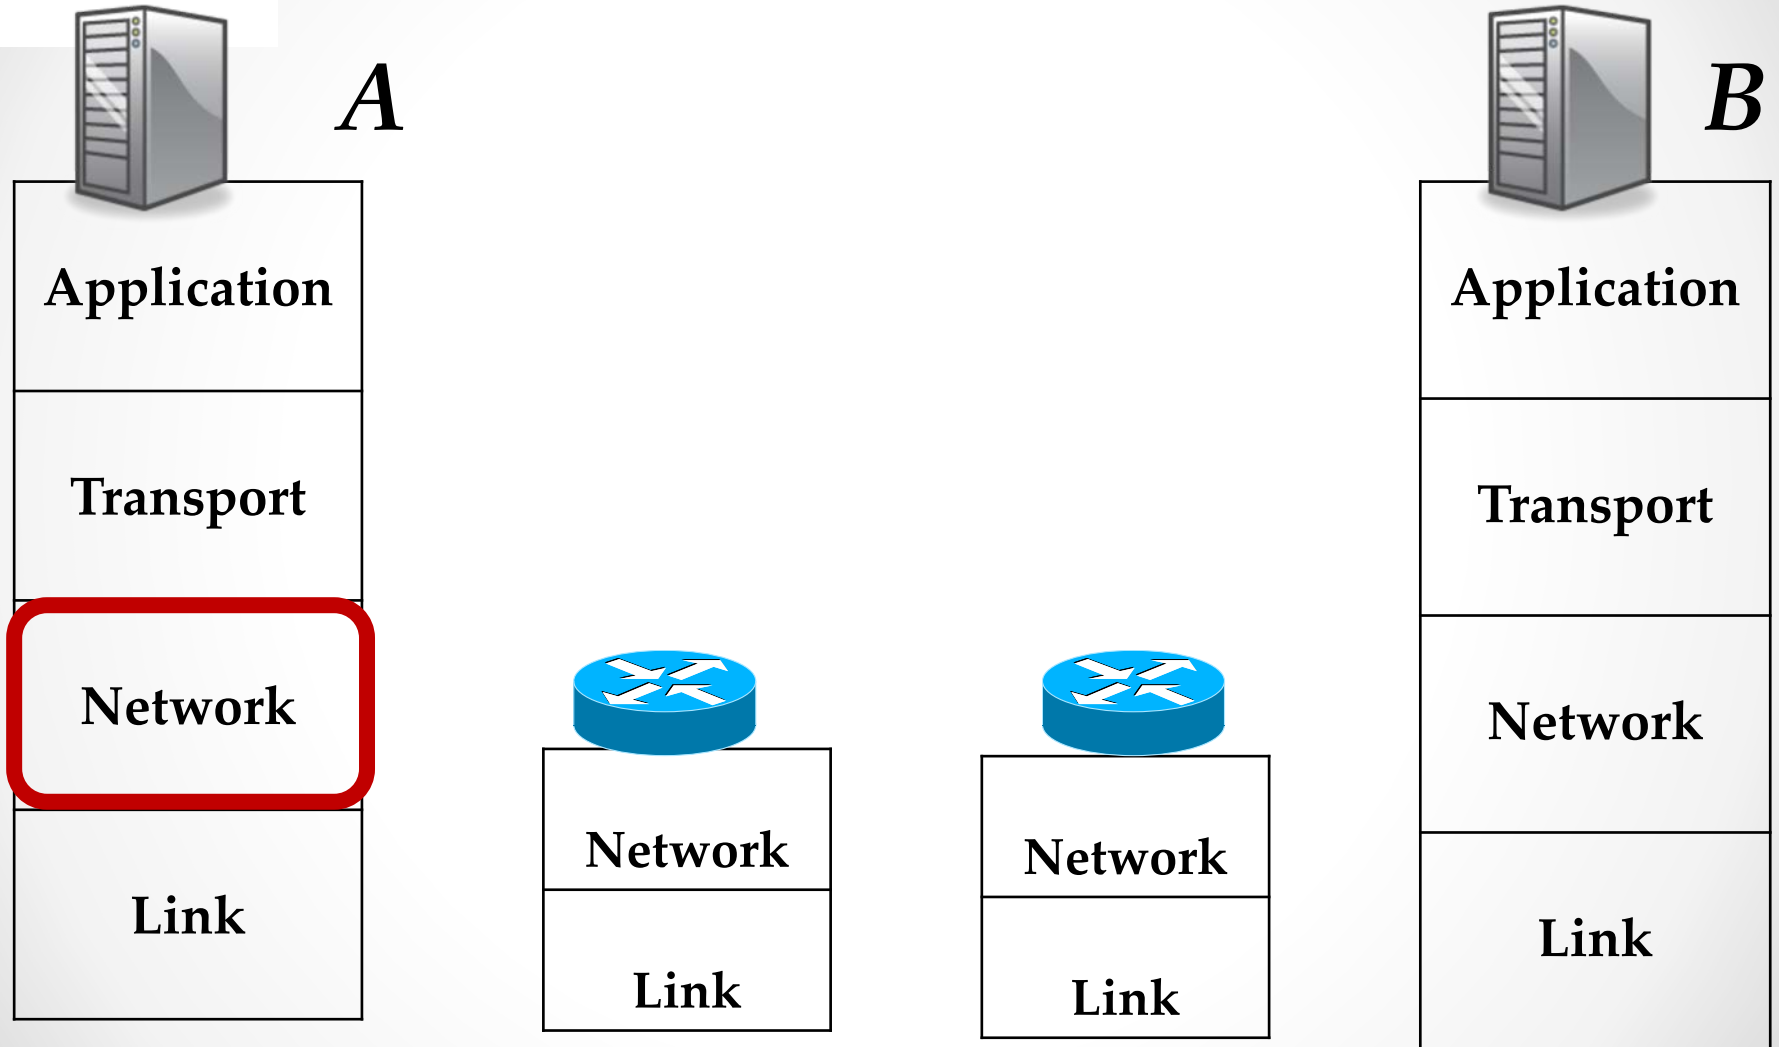 A
Application
Transport
Network
Link
Network
Link
Network
Link
B
Application
Transport
Network
Link